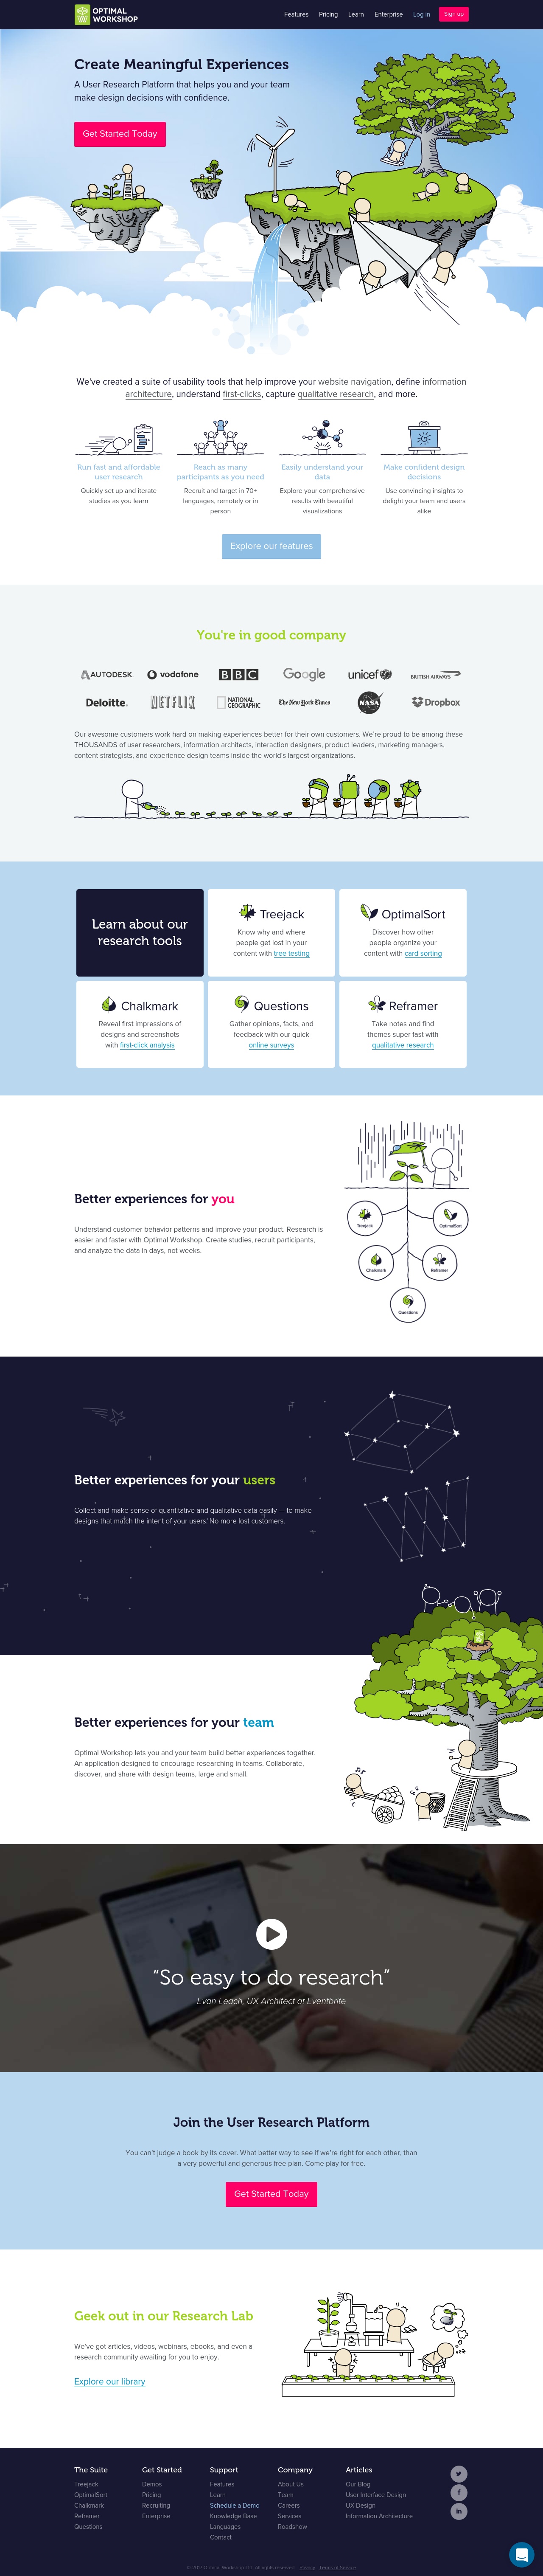 OPTIMAL
WORKSHOP
Features Pricing Learn Enterprise Log in Sign up
Create Meaningful Experiences
A User Research Platform that helps you and your team
make design decisions with confidence.
Get Started Today
We've created a suite of usability tools that help improve your website navigation, define information
architecture, understand first-clicks, capture qualitative research, and more.
Run fast and affordable
user research
Quickly set up and iterate
studies as you learn
Reach as many
participants as you need
Recruit and target in 70+
languages, remotely or in
person
Easily understand your
data
Explore your comprehensive
results with beautiful
visualizations
Make confident design
decisions
Use convincing insights to
delight your team and users
alike
Explore our features
You're in good company
AUTODESK. vodafone BBC Google unicef BRITISH AIRWAYS
Deloitte. NETFLIX NATIONAL GEOGRAPHIC The New York Times NASA Dropbox
Our awesome customers work hard on making experiences better for their own customers. We're proud to be among these
THOUSANDS of user researchers, information architects, interaction designers, product leaders, marketing managers,
content strategists, and experience design teams inside the world's largest organizations.
Learn about our
research tools
Treejack
Know why and where
people get lost in your
content with tree testing
OptimalSort
Discover how other
people organize your
content with card sorting
Chalkmark
Reveal first impressions of
designs and screenshots
with first-click analysis
Questions
Gather opinions, facts, and
feedback with our quick
online surveys
Reframer
Take notes and find
themes super fast with
qualitative research
Better experiences for you
Understand customer behavior patterns and improve your product. Research is
easier and faster with Optimal Workshop. Create studies, recruit participants,
and analyze the data in days, not weeks.
Treejack
OptimalSort
Chalkmark
Reframer
Questions
Better experiences for your users
Collect and make sense of quantitative and qualitative data easily — to make
designs that match the intent of your users. No more lost customers.
Better experiences for your team
Optimal Workshop lets you and your team build better experiences together.
An application designed to encourage researching in teams. Collaborate,
discover, and share with design teams, large and small.
“So easy to do research”
Evan Leach, UX Architect at Eventbrite
Join the User Research Platform
You can't judge a book by its cover. What better way to see if we're right for each other, than
a very powerful and generous free plan. Come play for free.
Get Started Today
Geek out in our Research Lab
We've got articles, videos, webinars, ebooks, and even a
research community awaiting for you to enjoy.
Explore our library
The Suite
Treejack
OptimalSort
Chalkmark
Reframer
Questions
Get Started
Demos
Pricing
Recruiting
Enterprise
Support
Features
Learn
Schedule a Demo
Knowledge Base
Languages
Contact
Company
About Us
Team
Careers
Services
Roadshow
Articles
Our Blog
User Interface Design
UX Design
Information Architecture
© 2017 Optimal Workshop Ltd. All rights reserved. Privacy Terms of Service